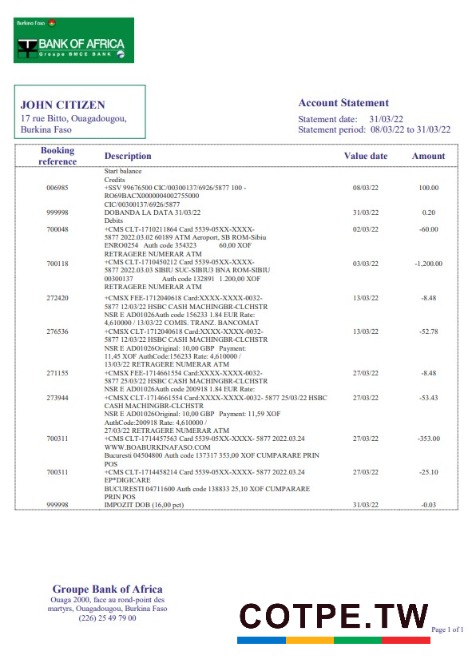 Burkina Faso
BANK OF AFRICA
Groupe BMCE BANK
JOHN CITIZEN
17 rue Bitto, Ouagadougou,
Burkina Faso
Account Statement
Statement date: 31/03/22
Statement period: 08/03/22 to 31/03/22
Booking reference Description Value date Amount
Start balance
Credits
006985 +SSV 99676500 CIC/00300137/6926/5877 100 - 08/03/22 100.00
RO69BACX0000004002755000
CIC/00300137/6926/5877
999998 DOBANDA LA DATA 31/03/22 31/03/22 0.20
Debits
700048 +CMS CLT-1710211864 Card 5539-05XX-XXXX- 02/03/22 -60.00
5877 2022.03.02 60189 ATM Aeroport, SB ROM-Sibiu
ENRO0254 Auth code 354323 60,00 XOF
RETRAGERE NUMERAR ATM
700118 +CMS CLT-1710450212 Card 5539-05XX-XXXX- 03/03/22 -1,200.00
5877 2022.03.03 SIBIU SUC-SIBIU3 BNA ROM-SIBIU
00300137 Auth code 132891 1.200,00 XOF
RETRAGERE NUMERAR ATM
272420 +CMSX FEE-1712040618 Card:XXXX-XXXX-0032- 13/03/22 -8.48
5877 12/03/22 HSBC CASH MACHINGBR-CLCHSTR
NSR E AD01026Auth code 156233 1.84 EUR Rate:
4,610000 / 13/03/22 COMIS. TRANZ. BANCOMAT
276536 +CMSX CLT-1712040618 Card:XXXX-XXXX-0032- 13/03/22 -52.78
5877 12/03/22 HSBC CASH MACHINGBR-CLCHSTR
NSR E AD01026Original: 10,00 GBP Payment:
11,45 XOF AuthCode:156233 Rate: 4,610000 /
13/03/22 RETRAGERE NUMERAR ATM
271155 +CMSX FEE-1714661554 Card:XXXX-XXXX-0032- 27/03/22 -8.48
5877 25/03/22 HSBC CASH MACHINGBR-CLCHSTR
NSR E AD01026Auth code 200918 1.84 EUR Rate:
273944 +CMSX CLT-1714661554 Card:XXXX-XXXX-0032- 5877 25/03/22 HSBC 27/03/22 -53.43
CASH MACHINGBR-CLCHSTR
NSR E AD01026Original: 10,00 GBP Payment: 11,59 XOF
AuthCode:200918 Rate: 4,610000 /
27/03/22 RETRAGERE NUMERAR ATM
700311 +CMS CLT-1714457563 Card 5539-05XX-XXXX- 5877 2022.03.24 27/03/22 -353.00
WWW.BOABURKINAFASO.COM
Bucuresti 04504800 Auth code 137317 353,00 XOF CUMPARARE PRIN
POS
700311 +CMS CLT-1714458214 Card 5539-05XX-XXXX- 5877 2022.03.24 27/03/22 -25.10
EP*DIGICARE
BUCURESTI 04711600 Auth code 138833 25,10 XOF CUMPARARE
PRIN POS
999998 IMPOZIT DOB (16,00 pct) 31/03/22 -0.03
Groupe Bank of Africa
Ouaga 2000, face au rond-point des
martyrs, Ouagadougou, Burkina Faso
(226) 25 49 79 00
COTPE.TW
Page 1 of 1